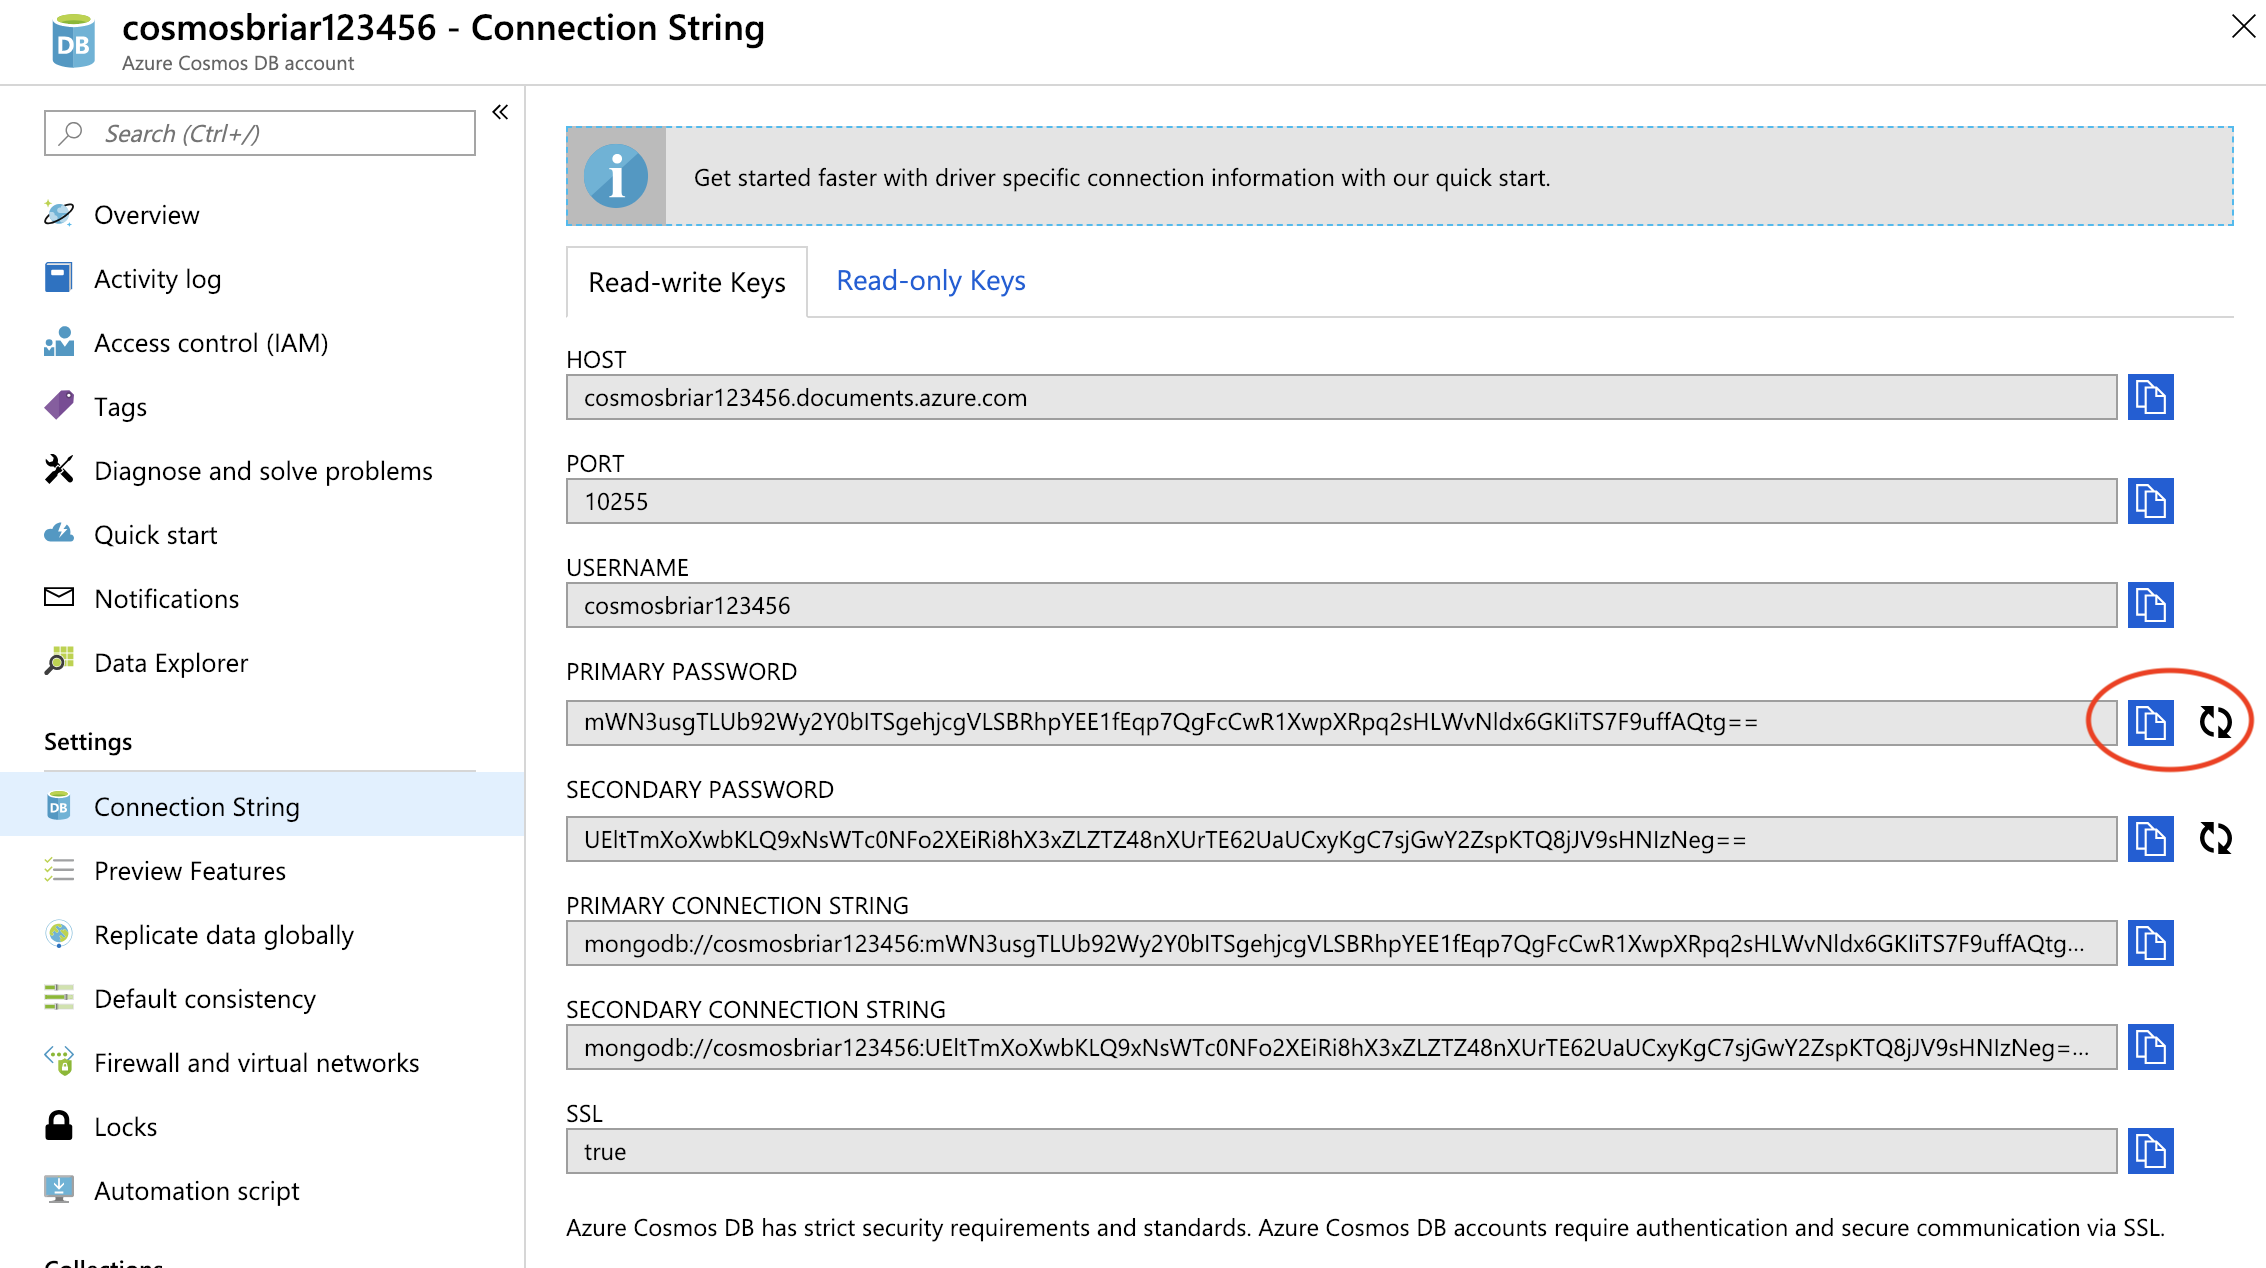 cosmosbriar123456 - Connection String
Azure Cosmos DB account
Search (Ctrl+/)
Overview
Activity log
Access control (IAM)
Tags
Diagnose and solve problems
Quick start
Notifications
Data Explorer
Settings
Connection String
Preview Features
Replicate data globally
Default consistency
Firewall and virtual networks
Locks
Automation script
Collections
Get started faster with driver specific connection information with our quick start.
Read-write Keys
Read-only Keys
HOST
cosmosbriar123456.documents.azure.com
PORT
10255
USERNAME
cosmosbriar123456
PRIMARY PASSWORD
mWN3usgTLUb92Wy2Y0bITSgehjcgVLSBRhpYEE1fEqp7QgFcCwR1XwpXRpq2sHLWvNldx6GKIiTS7F9uffAQtg==
SECONDARY PASSWORD
UEltTmXoXwbKLQ9xNsWTc0NFo2XEiRi8hX3xZLZTZ48nXUrTE62UaUCxyKgC7sjGwY2ZspKTQ8jJV9sHNIzNeg==
PRIMARY CONNECTION STRING
mongodb://cosmosbriar123456:mWN3usgTLUb92Wy2Y0bITSgehjcgVLSBRhpYEE1fEqp7QgFcCwR1XwpXRpq2sHLWvNldx6GKIiTS7F9uffAQtg...
SECONDARY CONNECTION STRING
mongodb://cosmosbriar123456:UEltTmXoXwbKLQ9xNsWTc0NFo2XEiRi8hX3xZLZTZ48nXUrTE62UaUCxyKgC7sjGwY2ZspKTQ8jJV9sHNIzNeg=...
SSL
true
Azure Cosmos DB has strict security requirements and standards. Azure Cosmos DB accounts require authentication and secure communication via SSL.